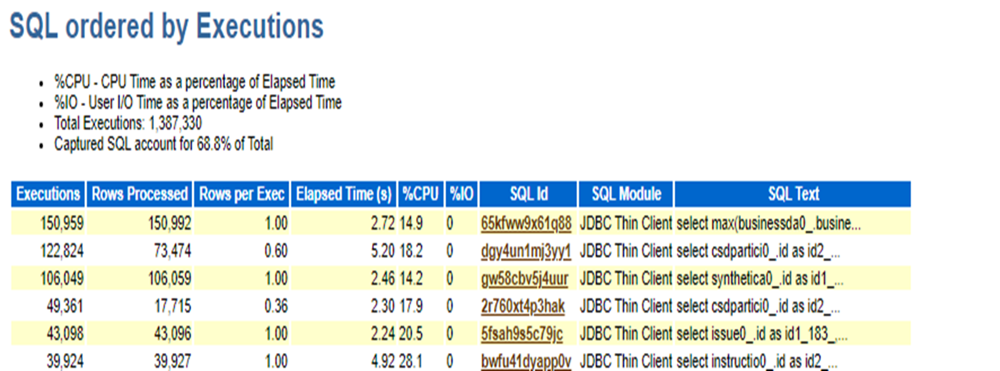 SQL ordered by Executions
%CPU - CPU Time as a percentage of Elapsed Time
%IO - User I/O Time as a percentage of Elapsed Time
Total Executions: 1,387,330
Captured SQL account for 68.8% of Total
Executions Rows Processed Rows per Exec Elapsed Time (s) %CPU %IO SQL Id SQL Module SQL Text
150,959 150,992 1.00 2.72 14.9 0 65kfww9x61q88 JDBC Thin Client select max(businessda0_.busine...
122,824 73,474 0.60 5.20 18.2 0 dgy4un1mj3yy1 JDBC Thin Client select csdpartici0_.id as id2_...
106,049 106,059 1.00 2.46 14.2 0 gw58cbv5j4uur JDBC Thin Client select synthetica0_.id as id1_...
49,361 17,715 0.36 2.30 17.9 0 2r760xt4p3hak JDBC Thin Client select csdpartici0_.id as id2_...
43,098 43,096 1.00 2.24 20.5 0 5fsah9s5c79jc JDBC Thin Client select issue0_.id as id1_183_,...
39,924 39,927 1.00 4.92 28.1 0 bwfu41dyapp0v JDBC Thin Client select instructio0_.id as id2_...